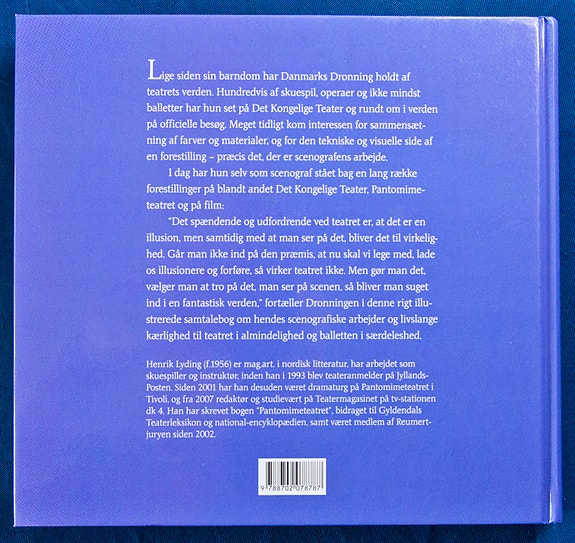 Lige siden sin barndom har Danmarks Dronning holdt af
teatrets verden. Hundredvis af skuespil, operaer og ikke mindst
balletter har hun set på Det Kongelige Teater og rundt om i verden
på officielle besøg. Meget tidligt kom interessen for sammensæt-
ning af farver og materialer, og for den tekniske og visuelle side af
en forestilling – præcis det, der er scenografens arbejde.
I dag har hun selv som scenograf stået bag en lang række
forestillinger på blandt andet Det Kongelige Teater, Pantomime-
teatret og på film:
"Det spændende og udfordrende ved teatret er, at det er en
illusion, men samtidig med at man ser på det, bliver det til virkelig-
hed. Går man ikke ind på den præmis, at nu skal vi lege med, lade
os illusionere og forføre, så virker teatret ikke. Men gør man det,
vælger man at tro på det, man ser på scenen, så bliver man suget
ind i en fantastisk verden," fortæller Dronningen i denne rigt illu-
strerede samtalebog om hendes scenografiske arbejder og livslange
kærlighed til teatret i almindelighed og balletten i særdeleshed.
Henrik Lyding (f.1956) er mag.art. i nordisk litteratur, har arbejdet som
skuespiller og instruktør, inden han i 1993 blev teateranmelder på Jyllands-
Posten. Siden 2001 har han desuden været dramaturg på Pantomimeteatret i
Tivoli, og fra 2007 redaktør og studievært på Teatermagasinet på tv-stationen
dk 4. Han har skrevet bogen "Pantomimeteatret", bidraget til Gyldendals
Teaterleksikon og national-encyklopædien, samt været medlem af Reumert-
juryen siden 2002.
9 788702 078787